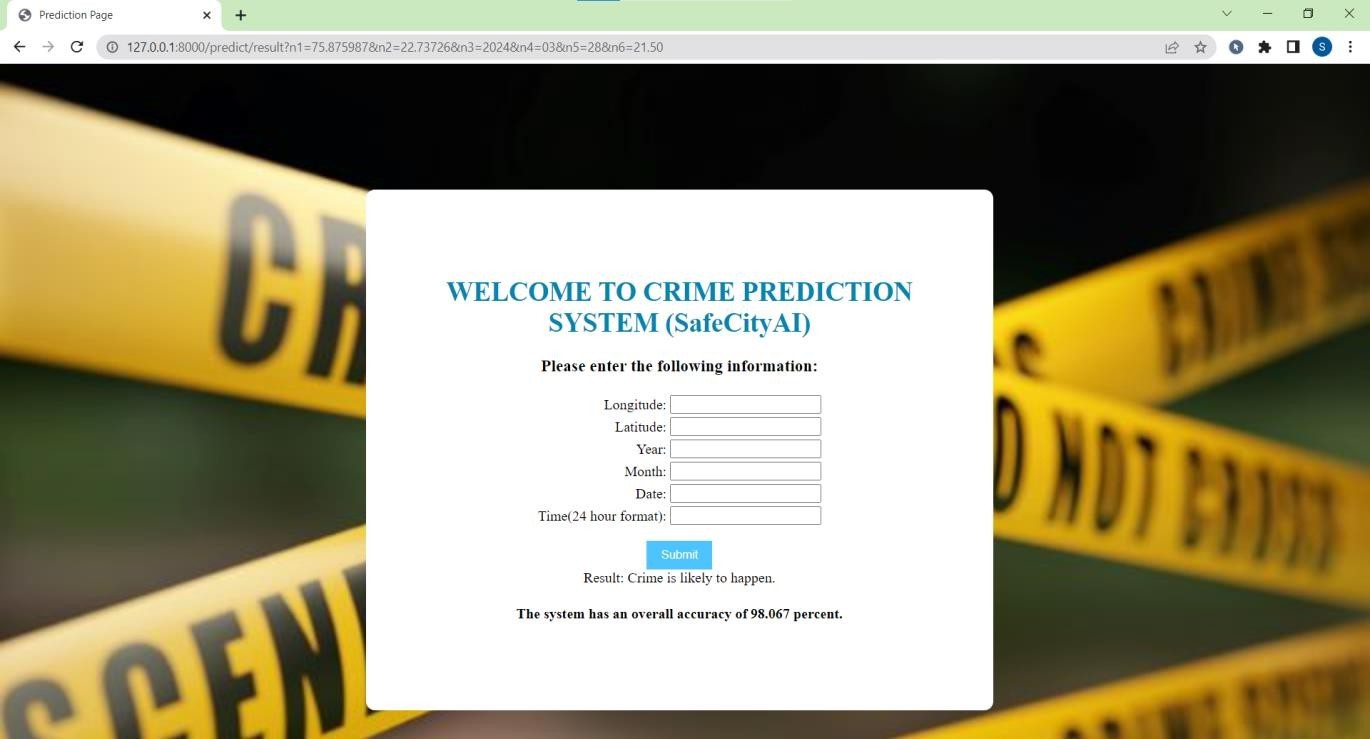 Prediction Page
127.0.0.1:8000/predict/result?n1=75.875987&n2=22.73726&n3=2024&n4=03&n5=28&n6=21.50
S
WELCOME TO CRIME PREDICTION
SYSTEM (SafeCityAI)
Please enter the following information:
Longitude:
Latitude:
Year:
Month:
Date:
Time(24 hour format):
Submit
Result: Crime is likely to happen.
The system has an overall accuracy of 98.067 percent.
CR
NOT CROSS
SCEN